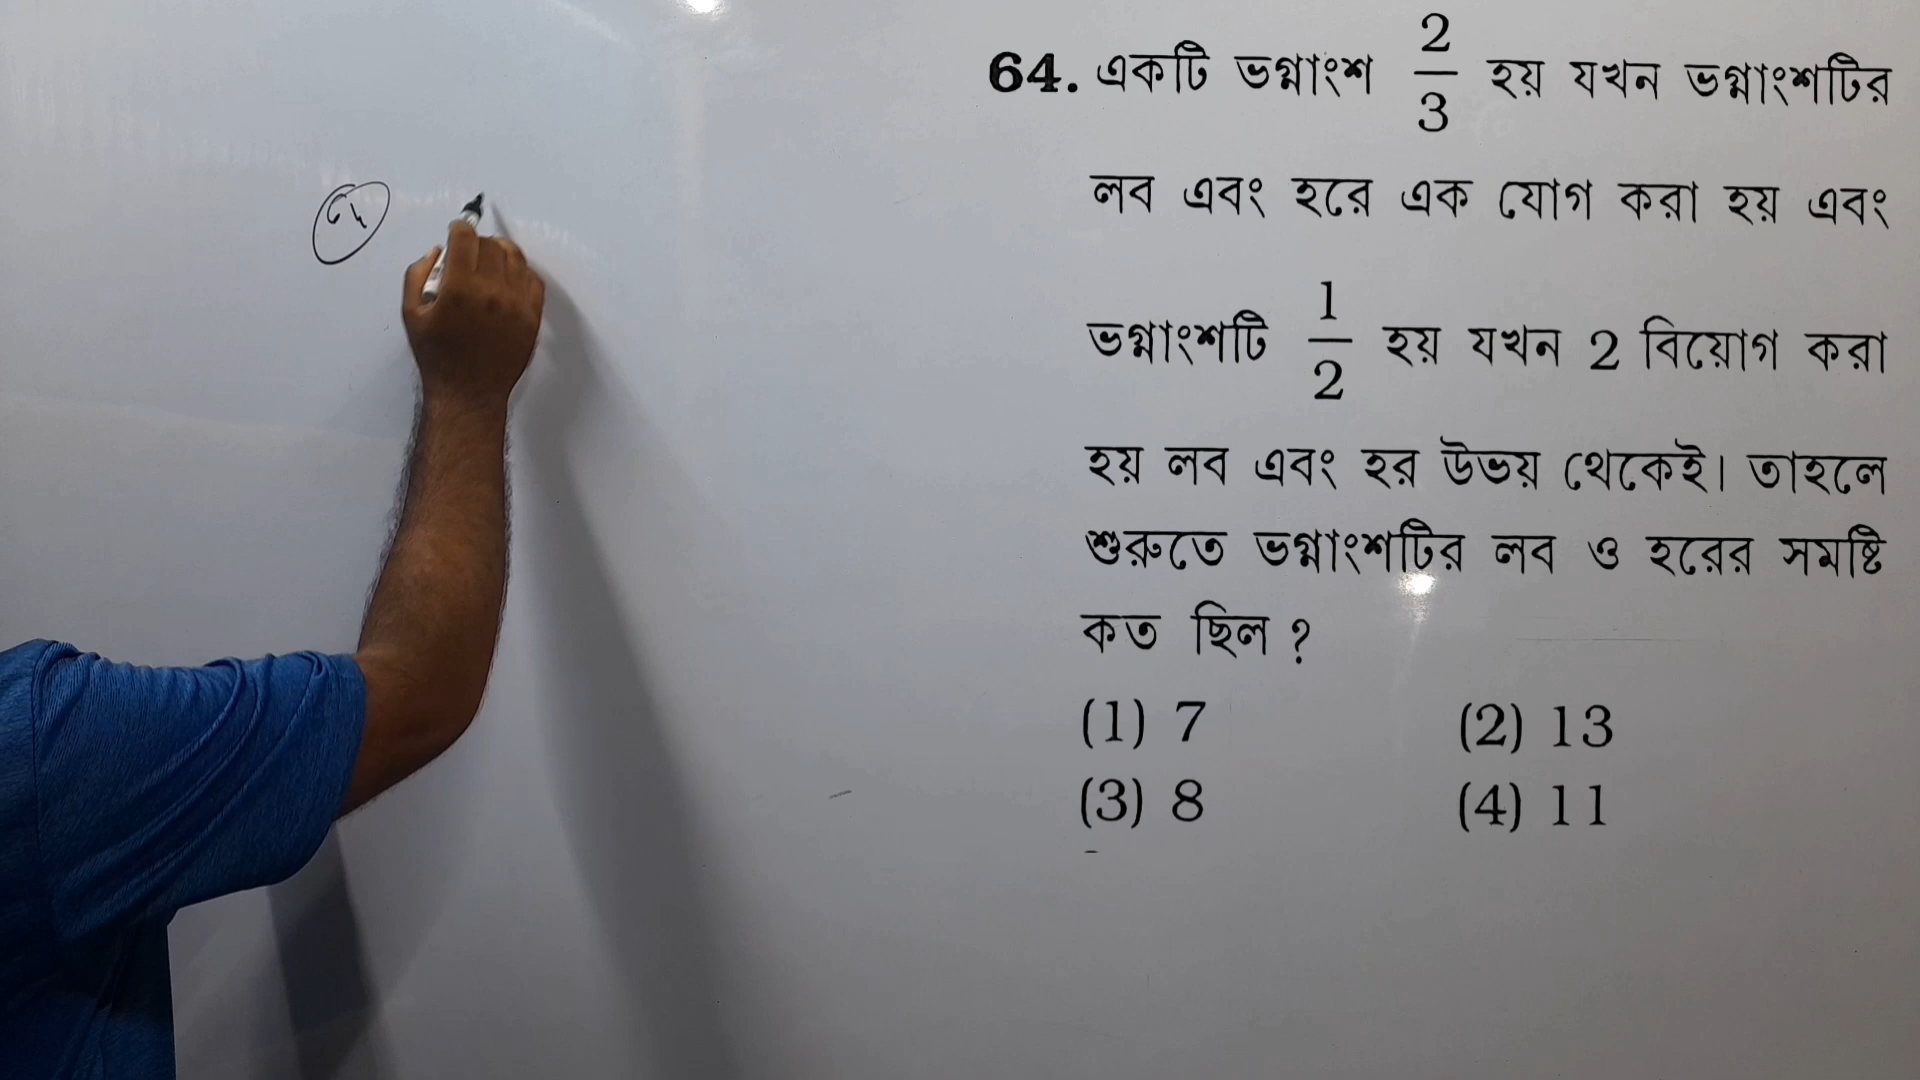 64. একটি ভগ্নাংশ 2/3 হয় যখন ভগ্নাংশটির
লব এবং হরে এক যোগ করা হয় এবং
ভগ্নাংশটি 1/2 হয় যখন 2 বিয়োগ করা
হয় লব এবং হর উভয় থেকেই। তাহলে
শুরুতে ভগ্নাংশটির লব ও হরের সমষ্টি
কত ছিল ?
(1) 7 (2) 13
(3) 8 (4) 11